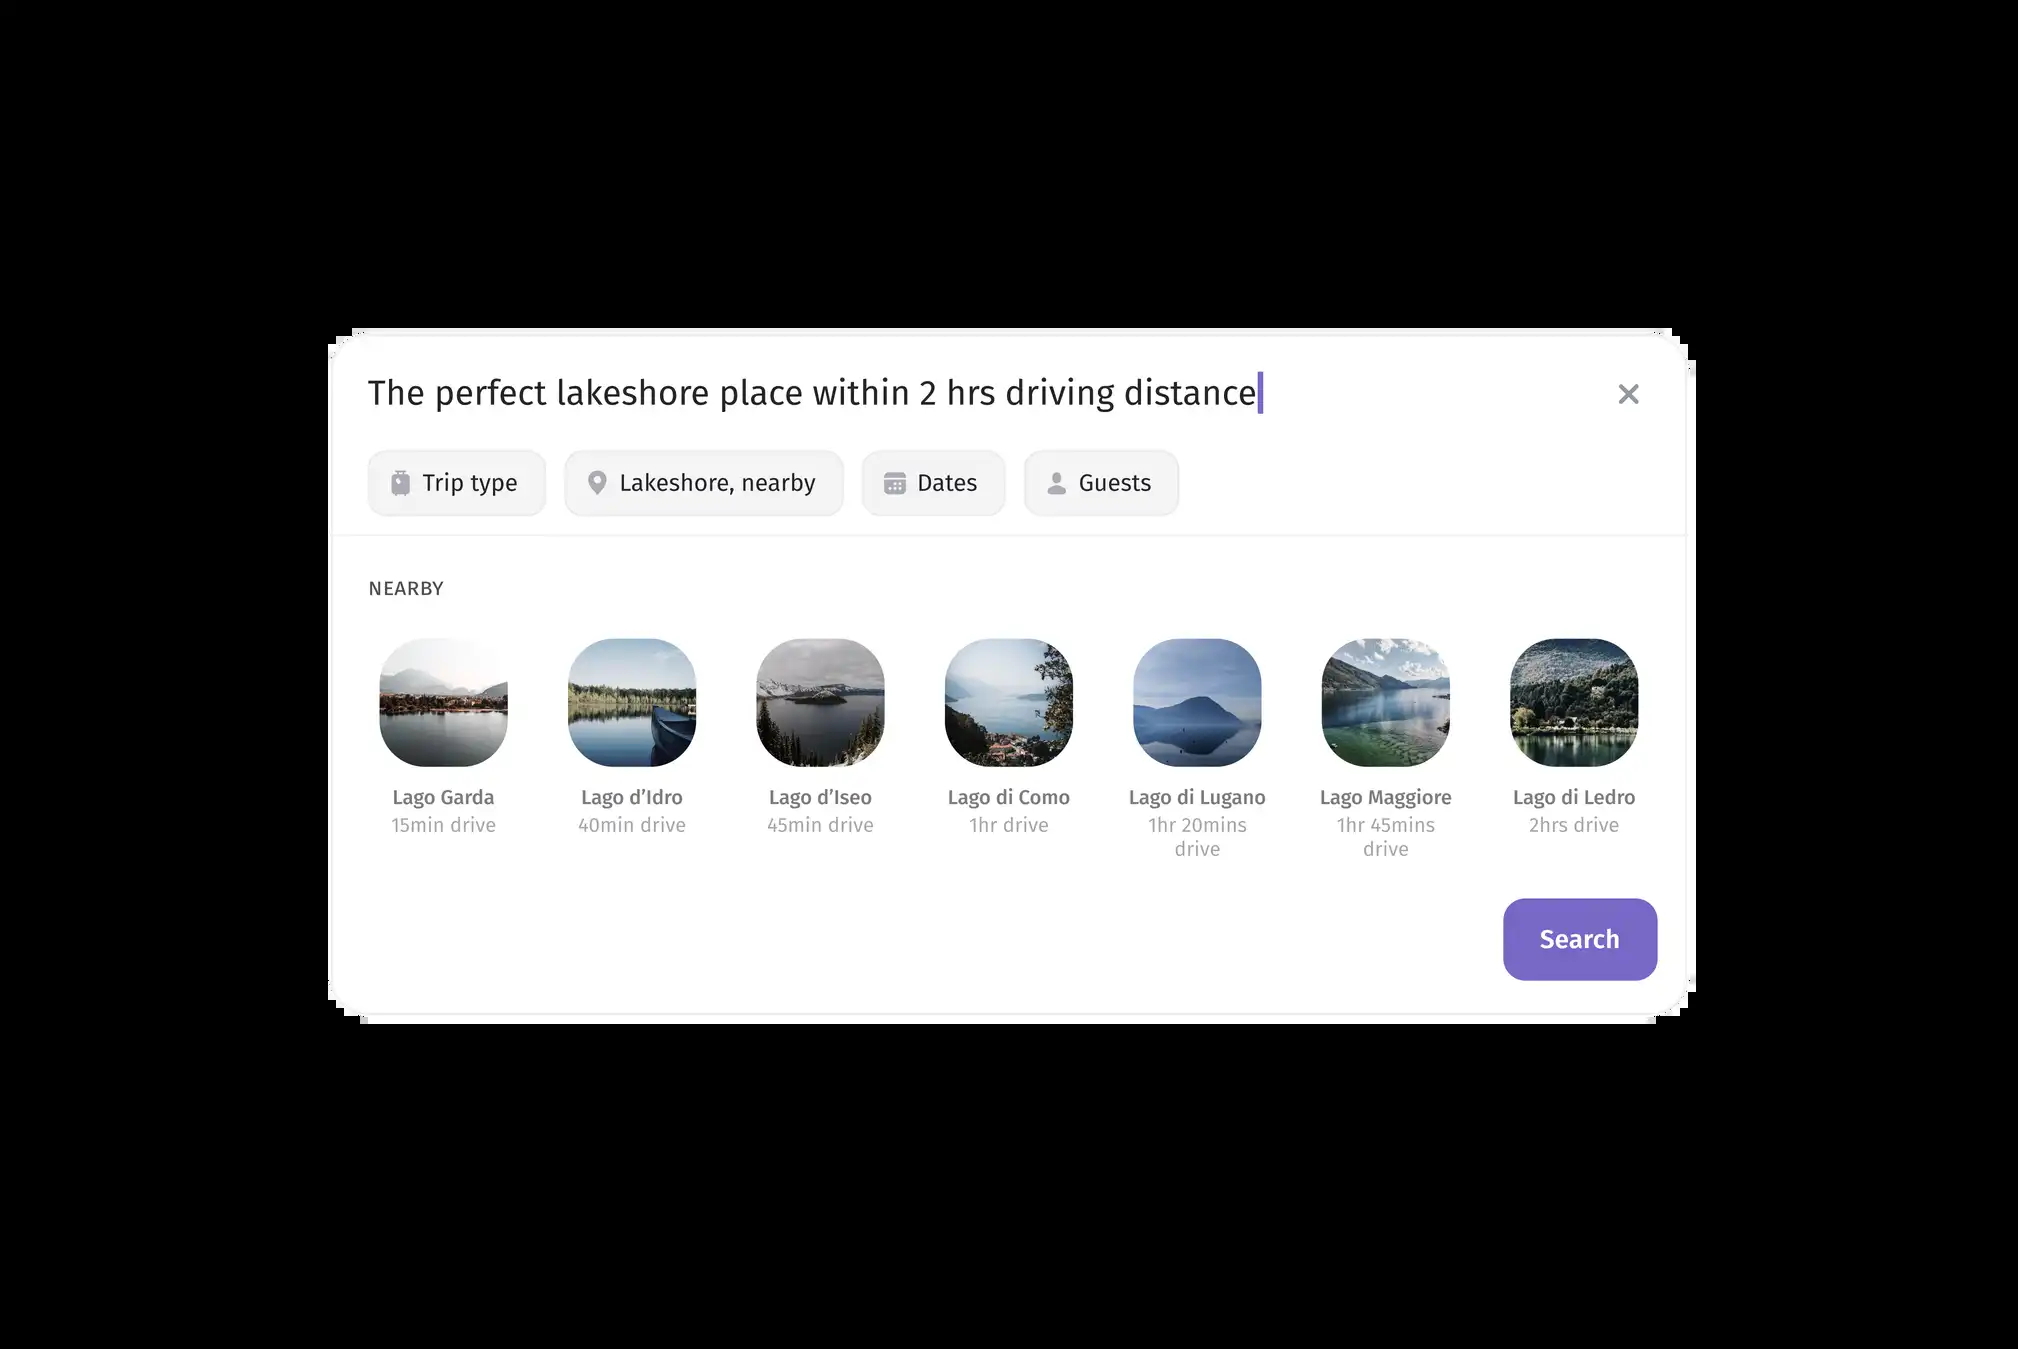 The perfect lakeshore place within 2 hrs driving distance
Trip type
Lakeshore, nearby
Dates
Guests
NEARBY
Lago Garda
15min drive
Lago d’Idro
40min drive
Lago d’Iseo
45min drive
Lago di Como
1hr drive
Lago di Lugano
1hr 20mins
drive
Lago Maggiore
1hr 45mins
drive
Lago di Ledro
2hrs drive
Search